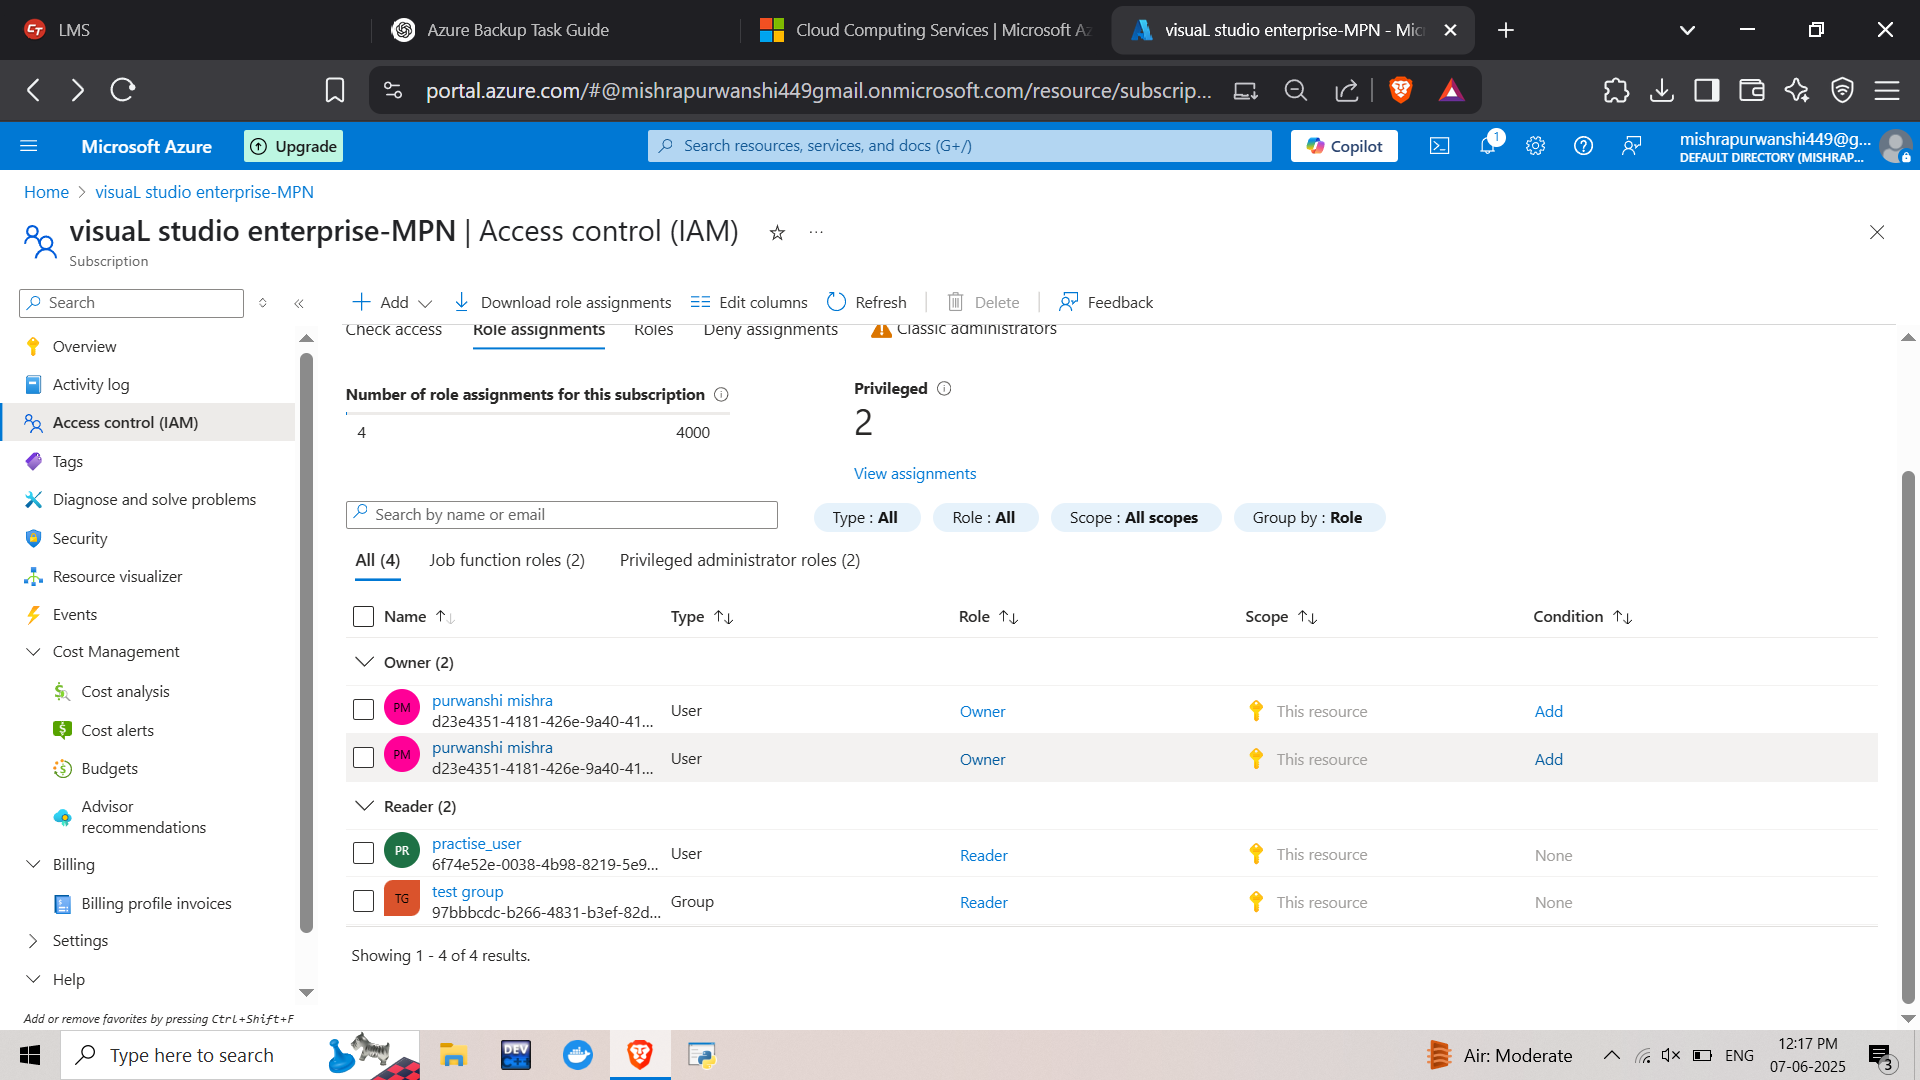 LMS
Azure Backup Task Guide
Cloud Computing Services | Microsoft Az
visuaL studio enterprise-MPN - Mic
portal.azure.com/#@mishrapurwanshi449gmail.onmicrosoft.com/resource/subscrip...
Microsoft Azure
Upgrade
Search resources, services, and docs (G+/)
Copilot
1
mishrapurwanshi449@g...
DEFAULT DIRECTORY (MISHRAP...
Home > visuaL studio enterprise-MPN
visuaL studio enterprise-MPN | Access control (IAM)
Subscription
Search
Add
Download role assignments
Edit columns
Refresh
Delete
Feedback
Overview
Activity log
Access control (IAM)
Tags
Diagnose and solve problems
Security
Resource visualizer
Events
Cost Management
Cost analysis
Cost alerts
Budgets
Advisor
recommendations
Billing
Billing profile invoices
Settings
Help
Add or remove favorites by pressing Ctrl+Shift+F
Check access Role assignments Roles Deny assignments Classic administrators
Number of role assignments for this subscription
4 4000
Privileged
2
View assignments
Search by name or email
Type : All
Role : All
Scope : All scopes
Group by : Role
All (4) Job function roles (2) Privileged administrator roles (2)
Name Type Role Scope Condition
Owner (2)
PM purwanshi mishra User Owner This resource Add
d23e4351-4181-426e-9a40-41...
PM purwanshi mishra User Owner This resource Add
d23e4351-4181-426e-9a40-41...
Reader (2)
PR practise_user User Reader This resource None
6f74e52e-0038-4b98-8219-5e9...
TG test group Group Reader This resource None
97bbbcdc-b266-4831-b3ef-82d...
Showing 1 - 4 of 4 results.
Type here to search
DEV
C++
Air: Moderate
ENG
12:17 PM
07-06-2025
3